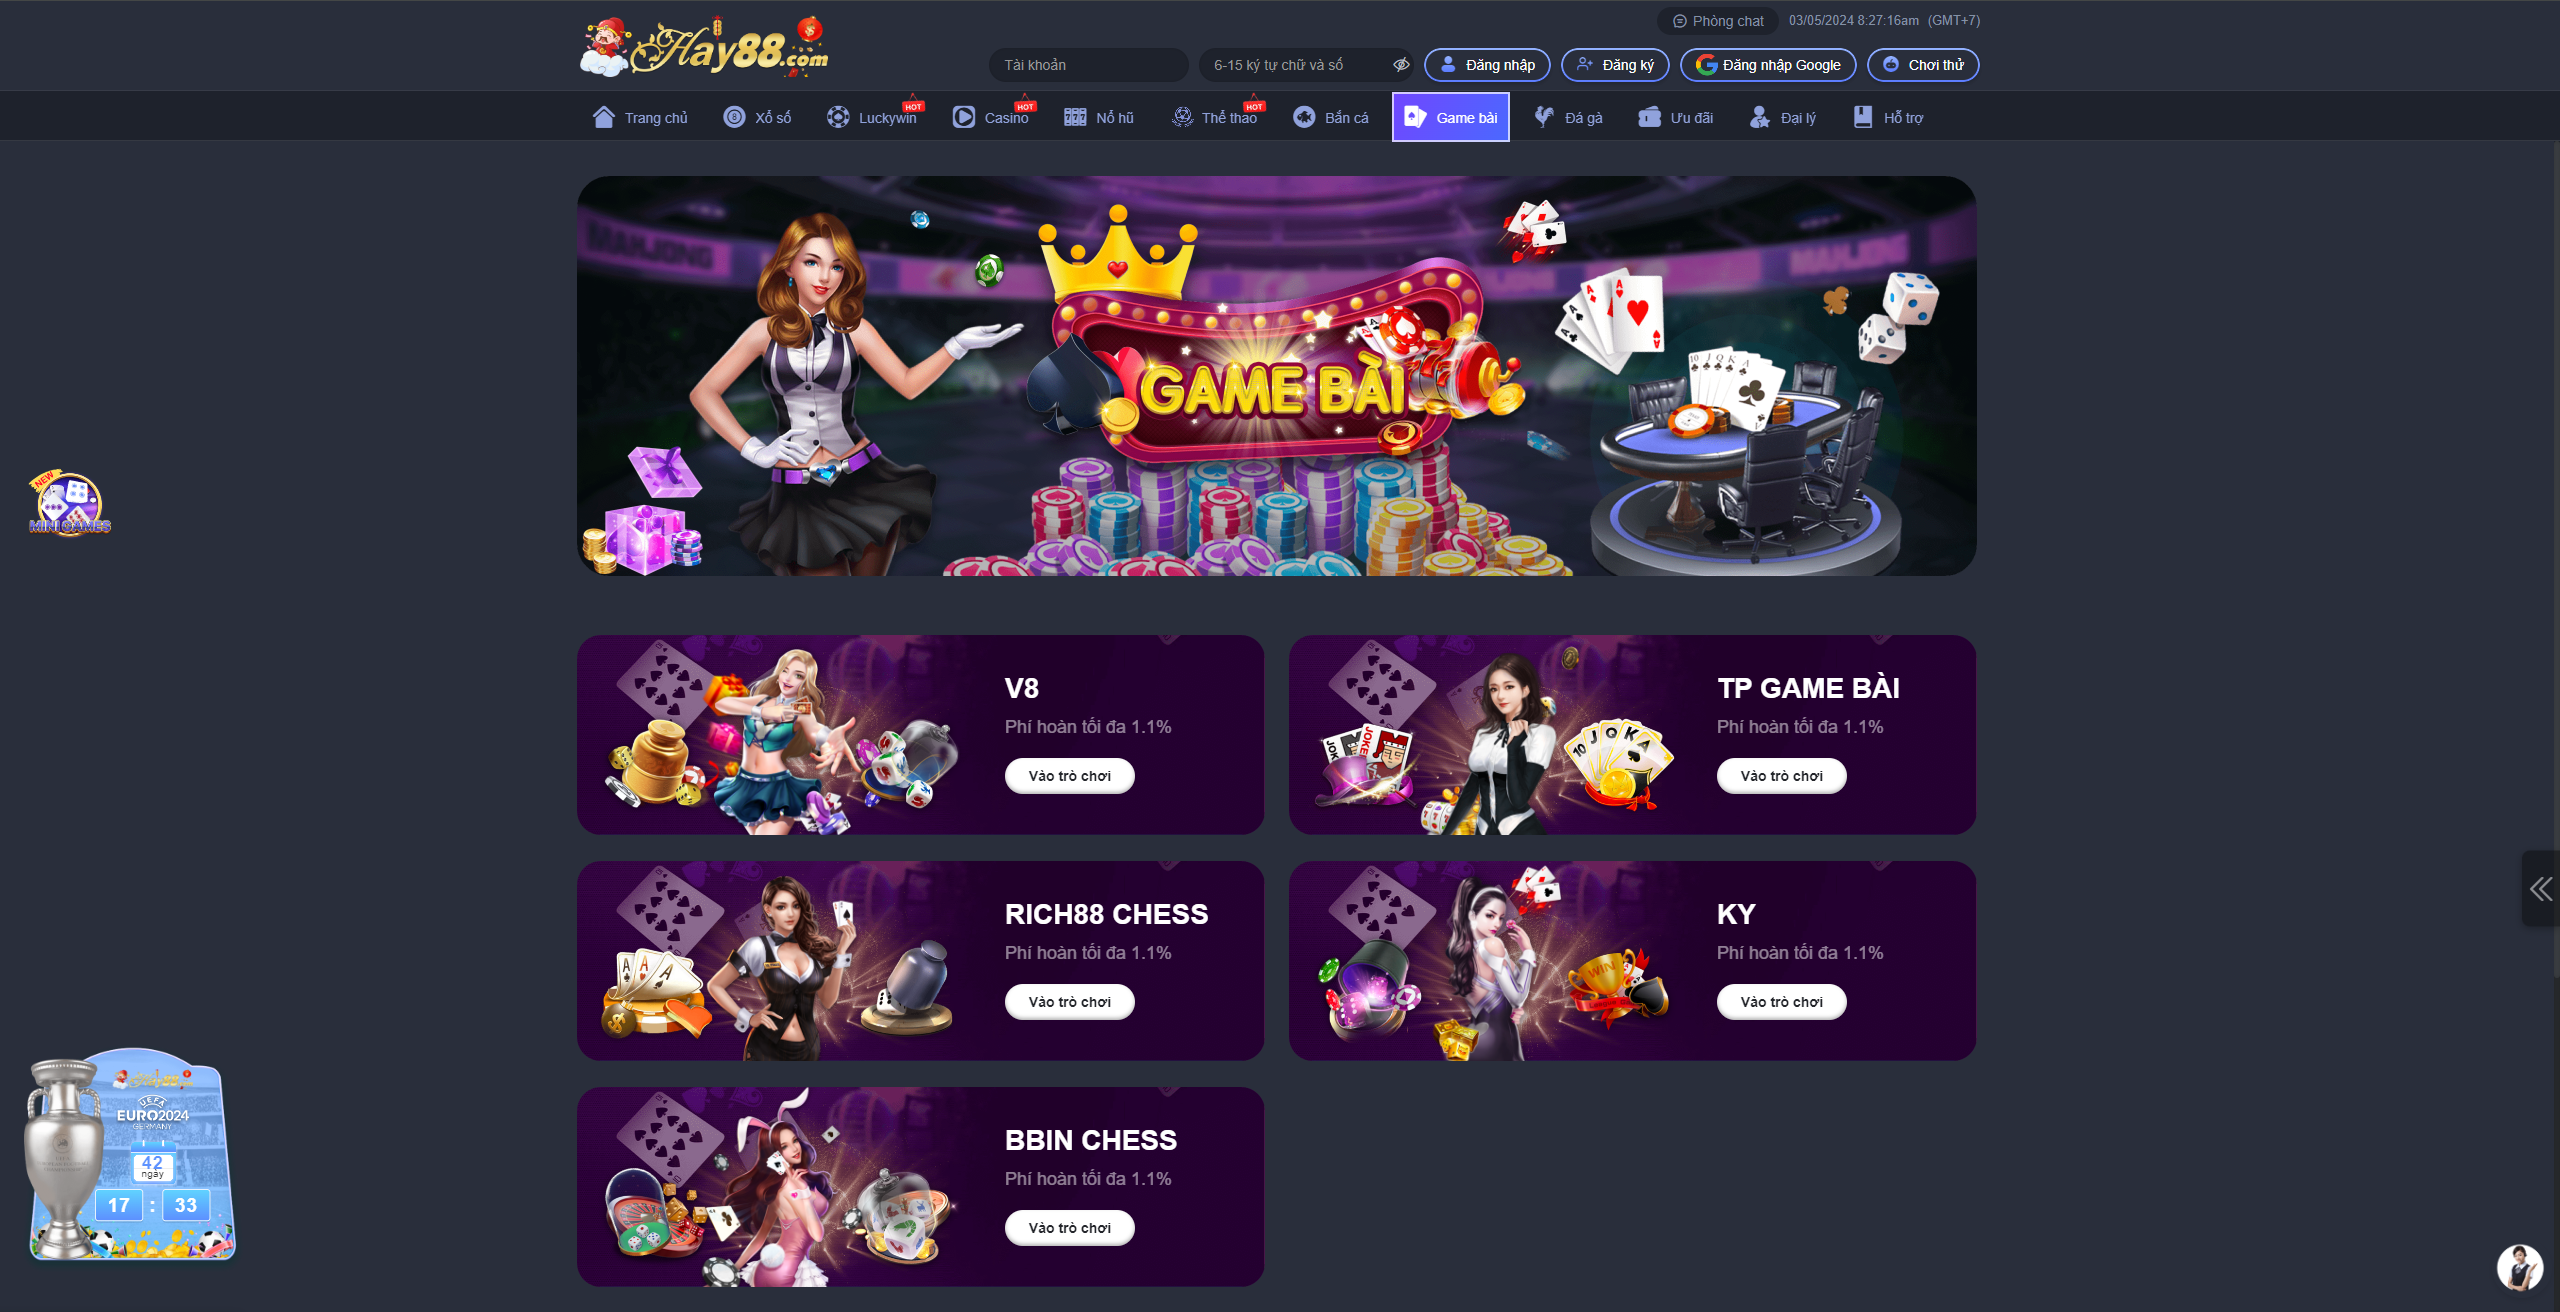 Hay88.com
Phòng chat
03/05/2024 8:27:16am (GMT+7)
Tài khoản
6-15 ký tự chữ và số
Đăng nhập
Đăng ký
Đăng nhập Google
Chơi thử
Trang chủ
Xổ số
Luckywin
HOT
Casino
HOT
Nổ hũ
Thể thao
HOT
Bắn cá
Game bài
Đá gà
Ưu đãi
Đại lý
Hỗ trợ
MAHJONG
MAHJONG
GAME BÀI
10 J Q K A
NEW
MINI GAMES
V8
Phí hoàn tối đa 1.1%
Vào trò chơi
JOKER
10 J Q K A
TP GAME BÀI
Phí hoàn tối đa 1.1%
Vào trò chơi
A A A
RICH88 CHESS
Phí hoàn tối đa 1.1%
Vào trò chơi
WIN
KY
Phí hoàn tối đa 1.1%
Vào trò chơi
BBIN CHESS
Phí hoàn tối đa 1.1%
Vào trò chơi
Hay88
UEFA
EURO2024
GERMANY
42
ngày
17 : 33